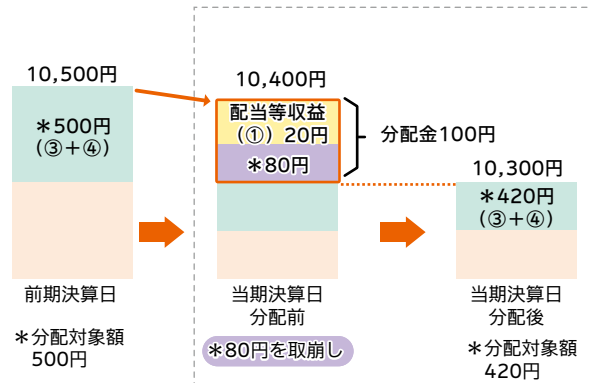 10,500円
＊500円
(③＋④)
前期決算日
＊分配対象額
500円
10,400円
配当等収益
(①) 20円
＊80円
分配金100円
当期決算日
分配前
＊80円を取崩し
10,300円
＊420円
(③＋④)
当期決算日
分配後
＊分配対象額
420円